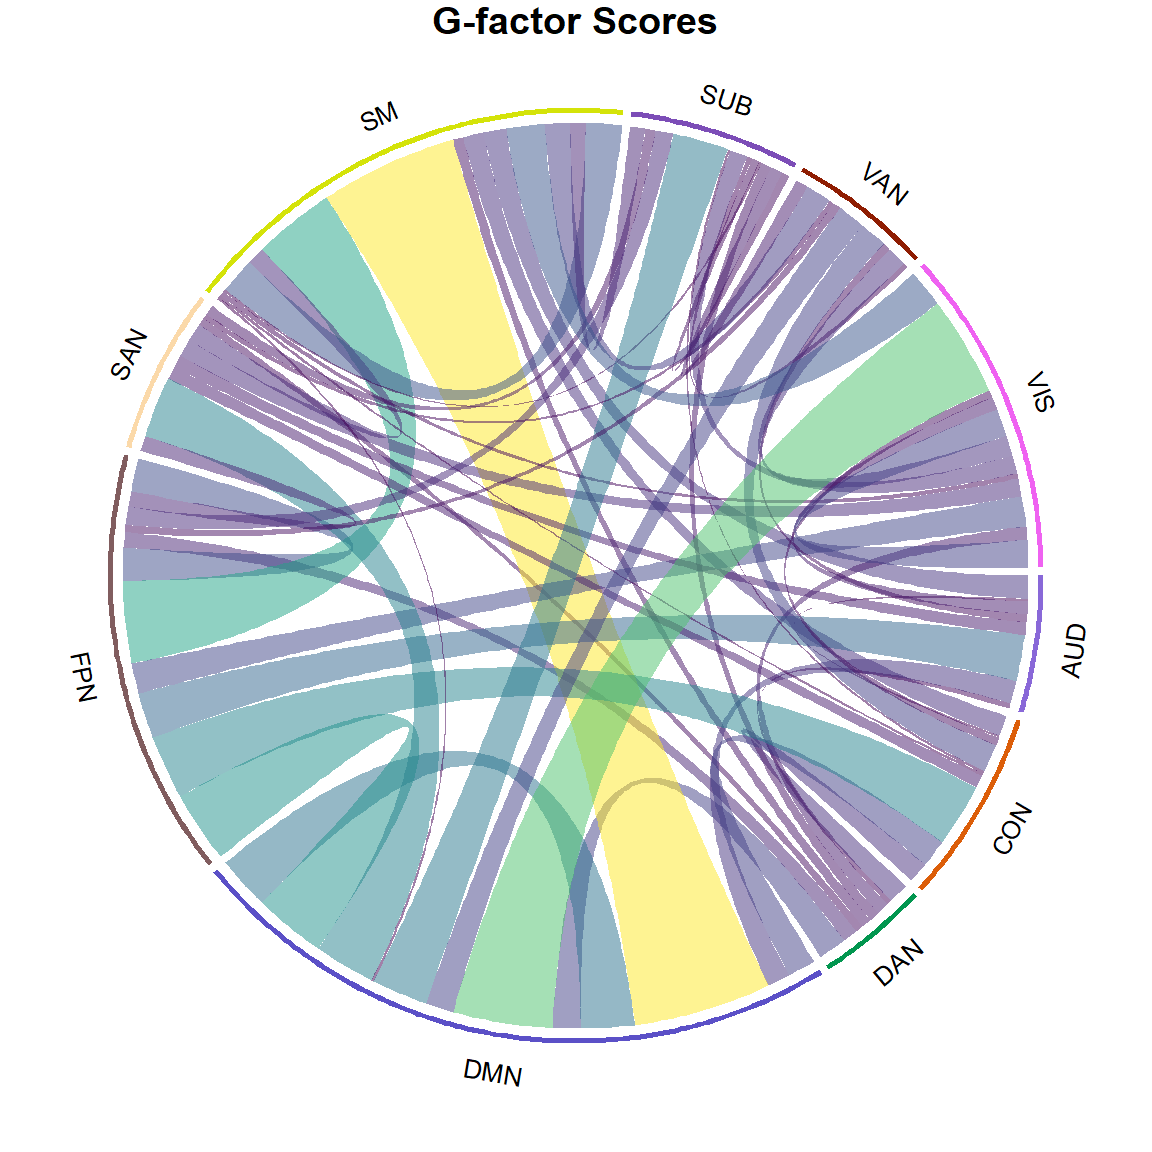 G-factor Scores
SUB
SM
VAN
SAN
VIS
FPN
AUD
CON
DAN
DMN